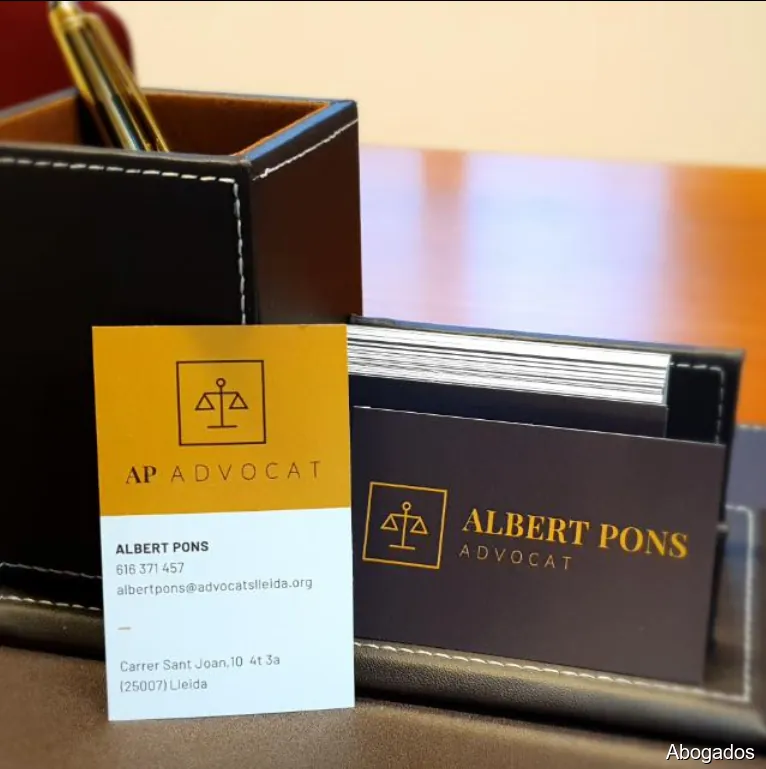 AP ADVOCAT
ALBERT PONS
616 371 457
albertpons@advocatslleida.org
Carrer Sant Joan,10 4t 3a
(25007) Lleida
ALBERT PONS
ADVOCAT
Abogados